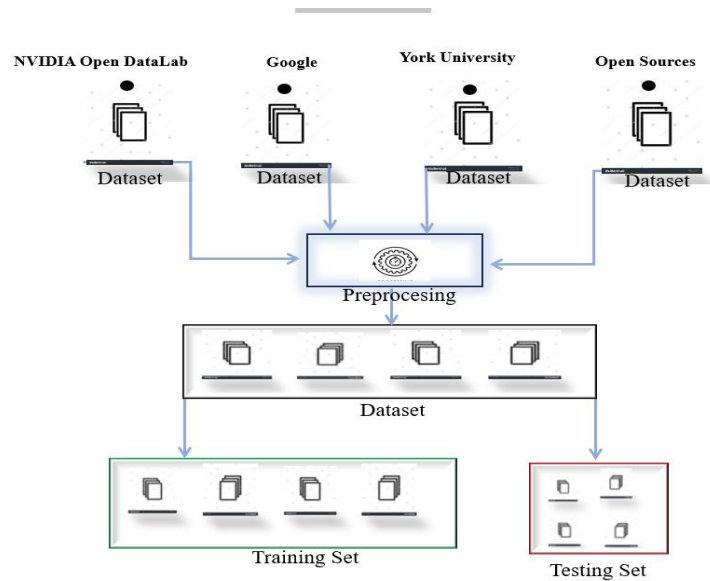 NVIDIA Open DataLab
Google
York University
Open Sources
Dataset
Dataset
Dataset
Dataset
Preprocesing
Dataset
Training Set
Testing Set